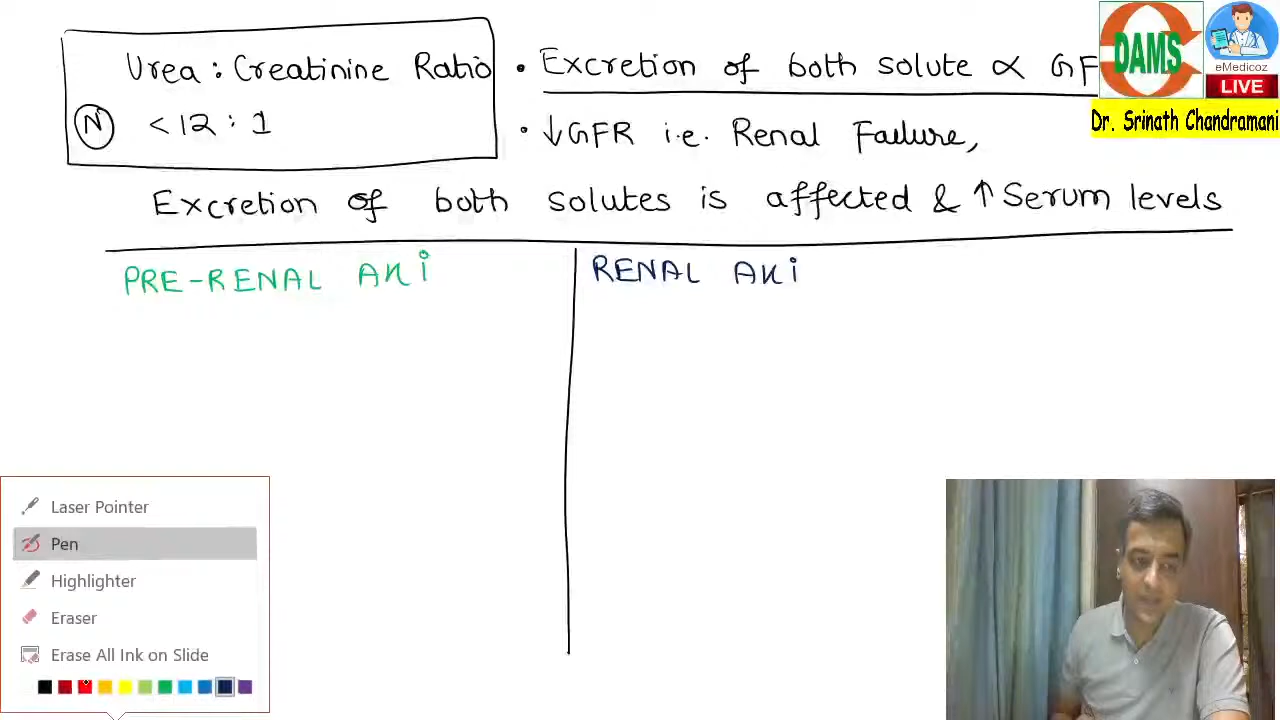 Urea : Creatinine Ratio
N < 12 : 1
• Excretion of both solute ∝ GF
• ↓GFR i.e. Renal Failure,
Excretion of both solutes is affected & ↑ Serum levels
PRE-RENAL AKI
RENAL AKI
DAMS
eMedicoz
LIVE
Dr. Srinath Chandramani
Laser Pointer
Pen
Highlighter
Eraser
Erase All Ink on Slide